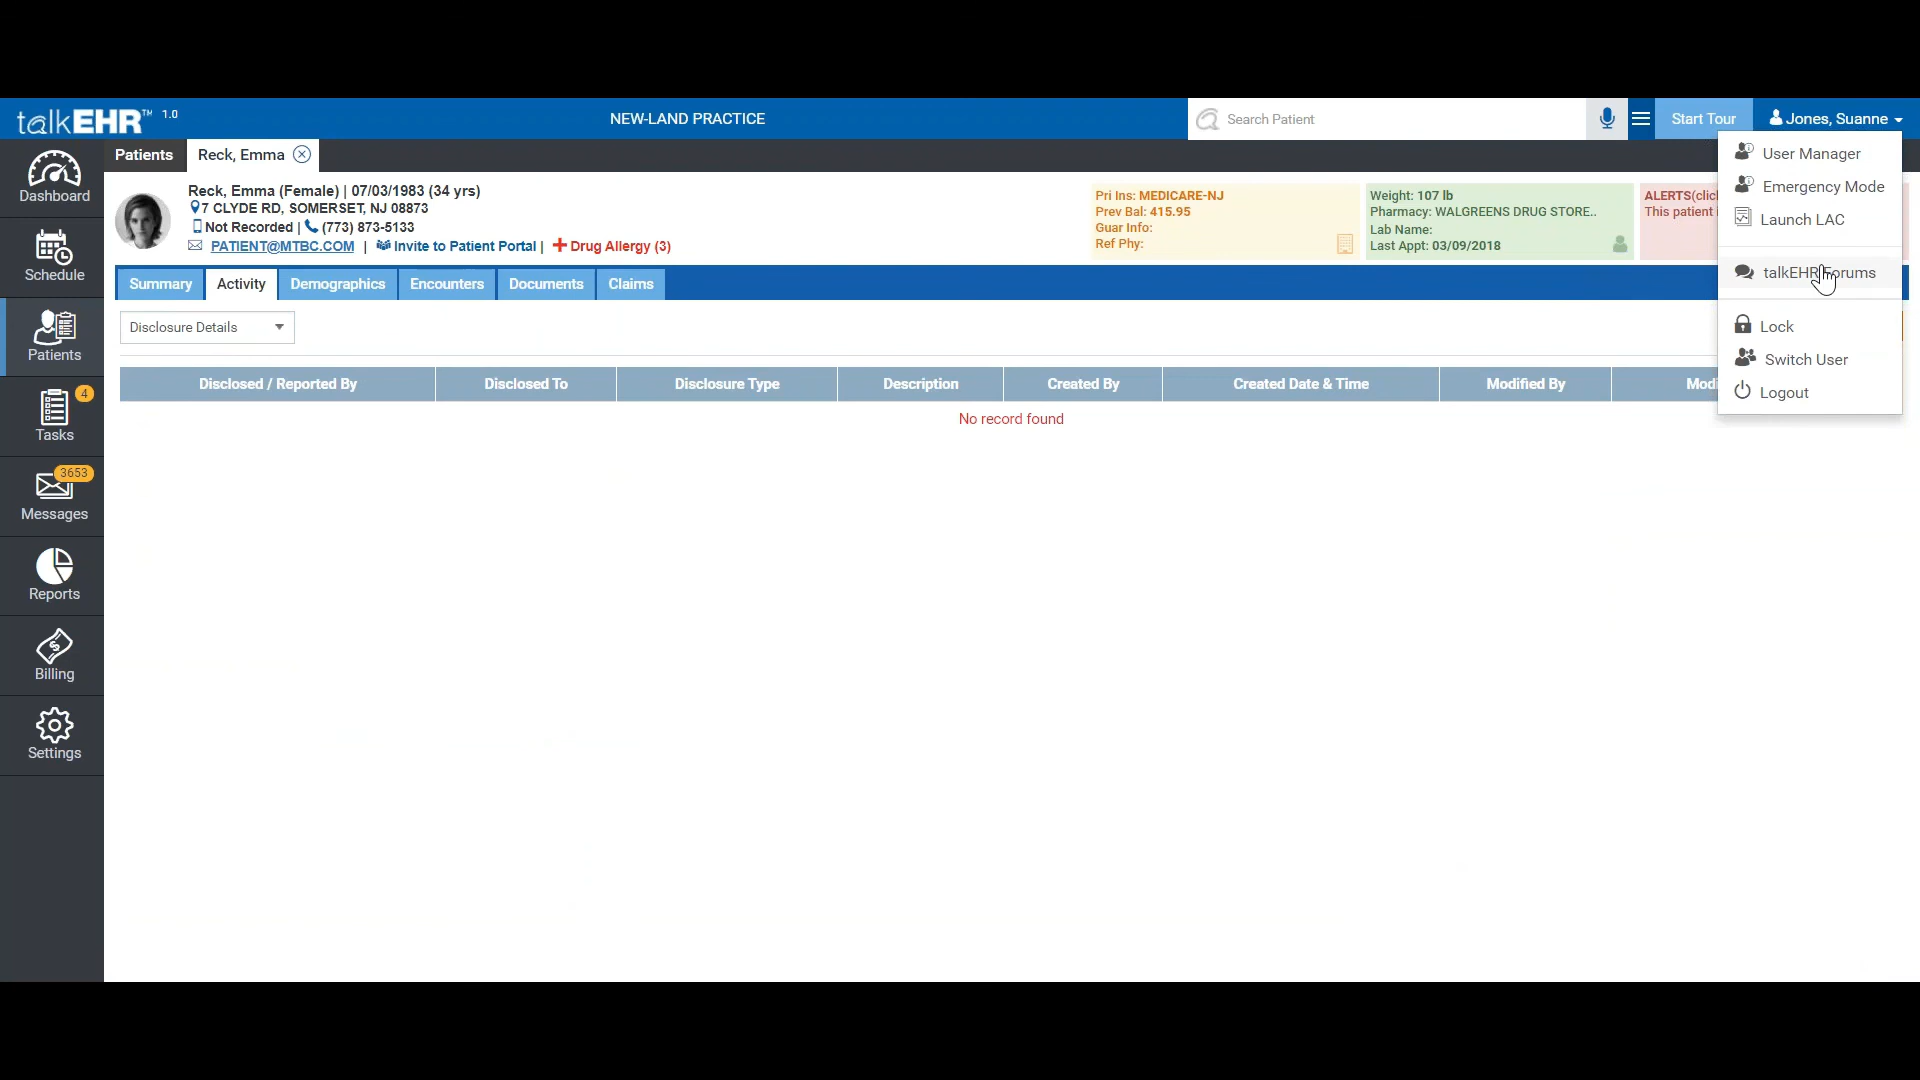 talkEHR™ 1.0
NEW-LAND PRACTICE
Search Patient
Start Tour
Jones, Suanne
Patients
Reck, Emma
Dashboard
Schedule
Patients
4
Tasks
3653
Messages
Reports
Billing
Settings
Reck, Emma (Female) | 07/03/1983 (34 yrs)
7 CLYDE RD, SOMERSET, NJ 08873
Not Recorded | (773) 873-5133
PATIENT@MTBC.COM | Invite to Patient Portal | Drug Allergy (3)
Pri Ins: MEDICARE-NJ
Prev Bal: 415.95
Guar Info:
Ref Phy:
Weight: 107 lb
Pharmacy: WALGREENS DRUG STORE..
Lab Name:
Last Appt: 03/09/2018
ALERTS(clic
This patient
User Manager
Emergency Mode
Launch LAC
talkEHR Forums
Lock
Switch User
Logout
Summary
Activity
Demographics
Encounters
Documents
Claims
Disclosure Details
Disclosed / Reported By
Disclosed To
Disclosure Type
Description
Created By
Created Date & Time
Modified By
Modi
No record found